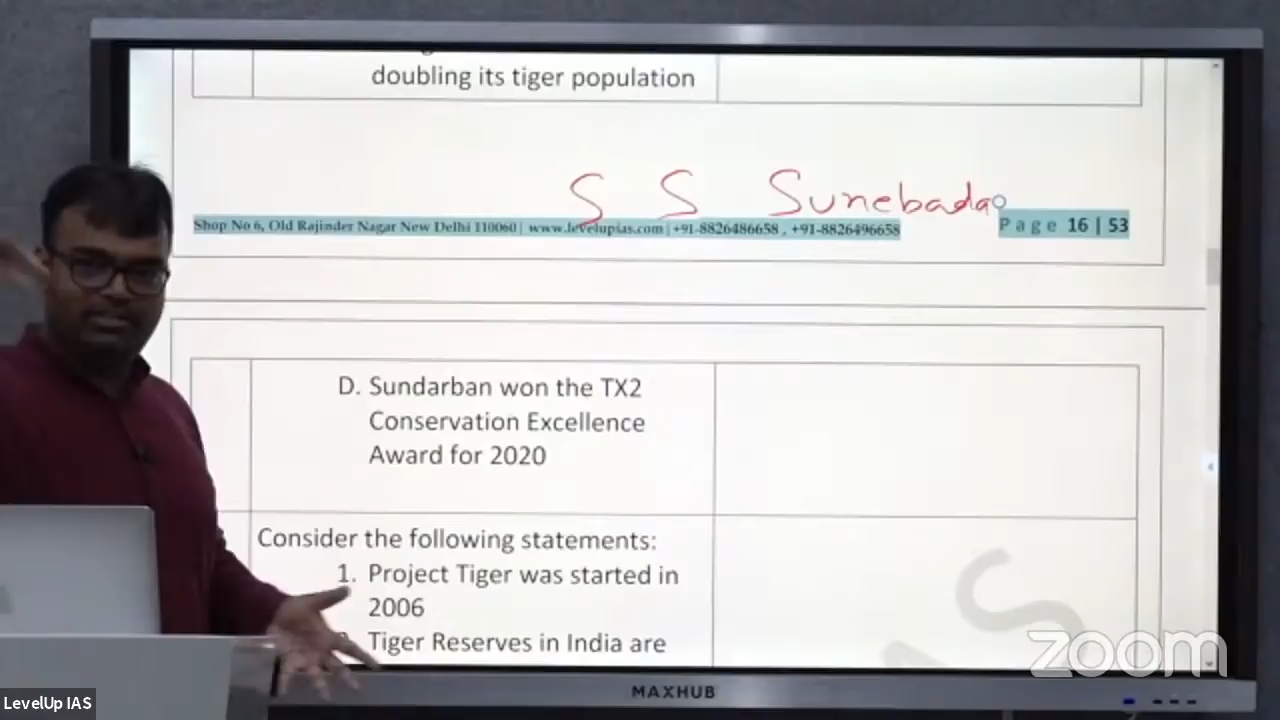 doubling its tiger population
S S Sunebada
Shop No 6, Old Rajinder Nagar New Delhi 110060| www.levelupias.com | +91-8826486658 , +91-8826496658
Page 16 | 53
D. Sundarban won the TX2
Conservation Excellence
Award for 2020
Consider the following statements:
1. Project Tiger was started in
2006
Tiger Reserves in India are
S
zoom
MAXHUB
LevelUp IAS